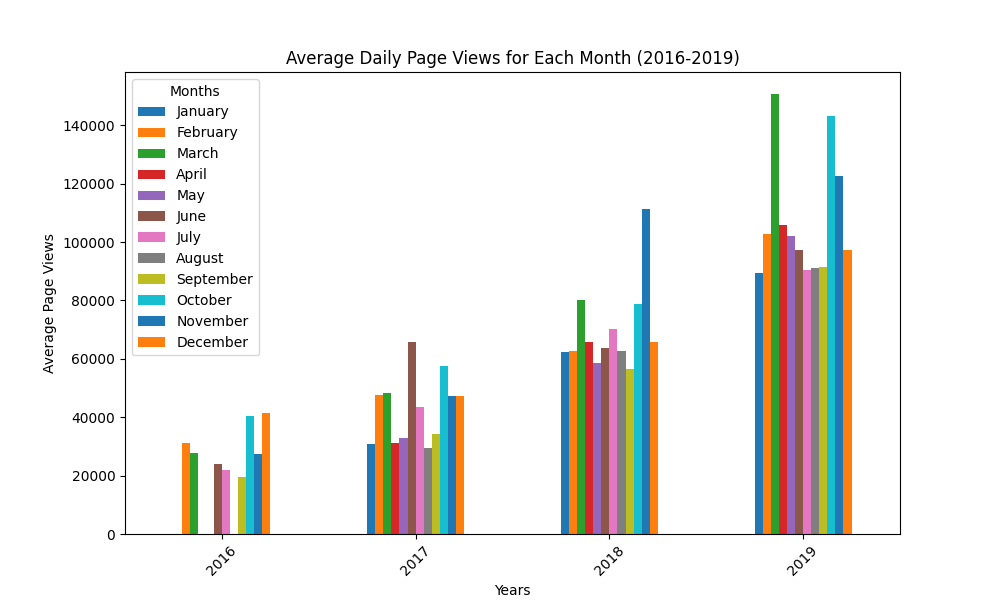 Average Daily Page Views for Each Month (2016-2019)
Months
January
February
March
April
May
June
July
August
September
October
November
December
Average Page Views
140000
120000
100000
80000
60000
40000
20000
0
2016
2017
2018
2019
Years